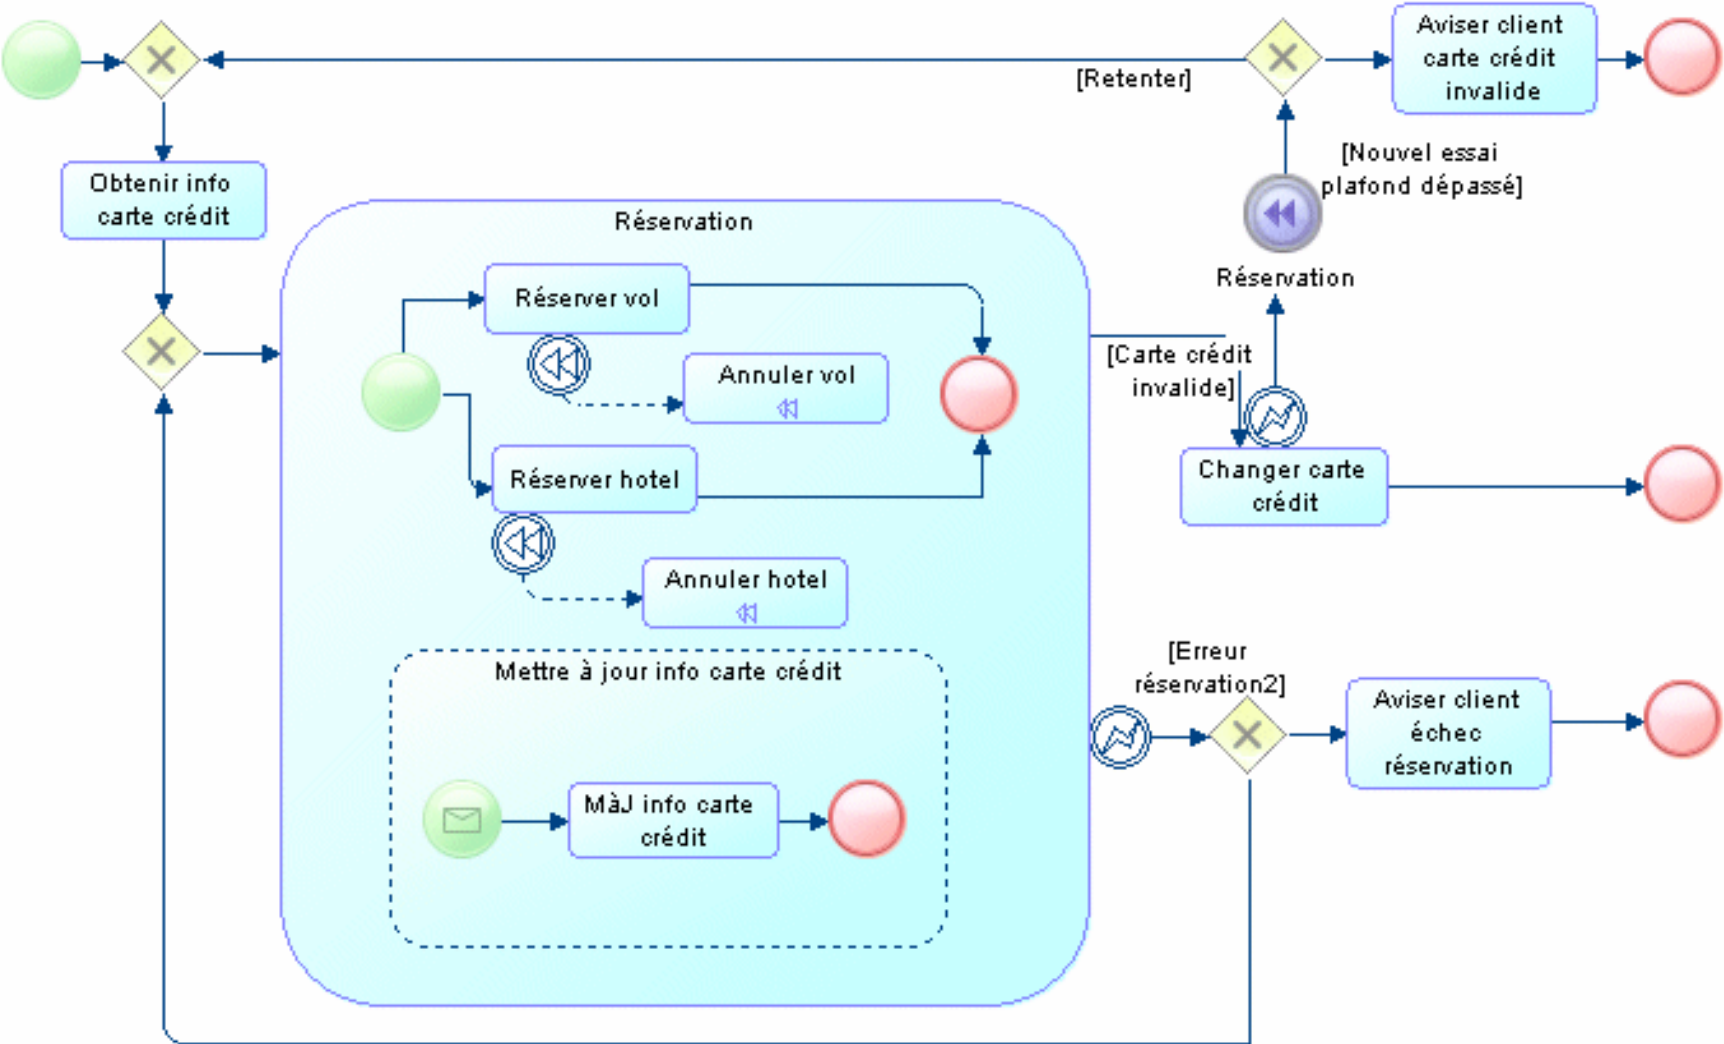 Aviser client
carte crédit
invalide
[Retenter]
[Nouvel essai
plafond dépassé]
Obtenir info
carte crédit
Réservation
Réservation
Réserver vol
[Carte crédit
invalide]
Annuler vol
Réserver hotel
Changer carte
crédit
Annuler hotel
Mettre à jour info carte crédit
[Erreur
réservation2]
Aviser client
échec
réservation
MàJ info carte
crédit